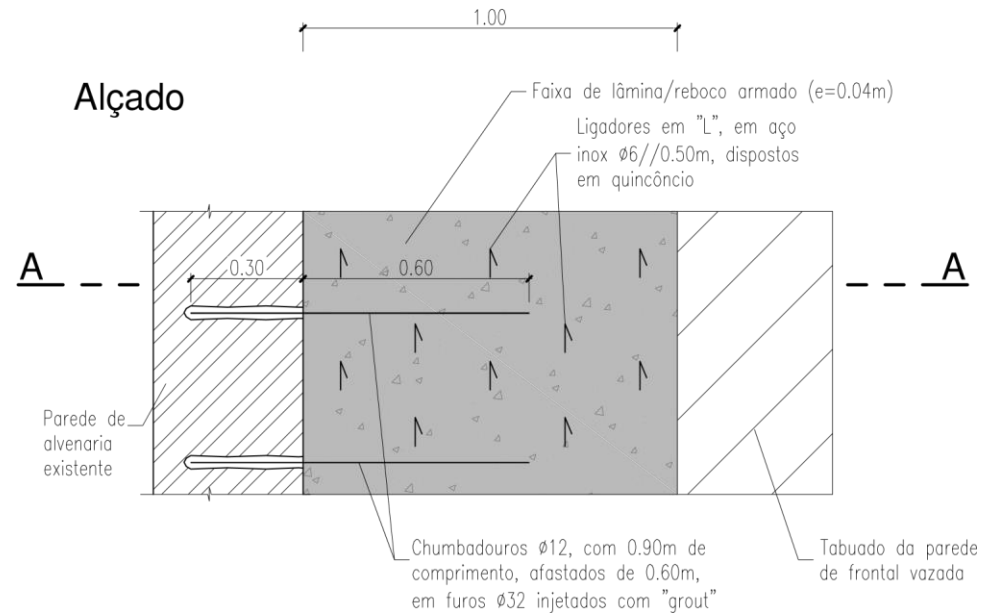 1.00
Alçado
Faixa de lâmina/reboco armado (e=0.04m)
Ligadores em "L", em aço
inox ø6//0.50m, dispostos
em quincôncio
A
0.30
0.60
A
Parede de
alvenaria
existente
Chumbadouros ø12, com 0.90m de
comprimento, afastados de 0.60m,
em furos ø32 injetados com "grout"
Tabuado da parede
de frontal vazada